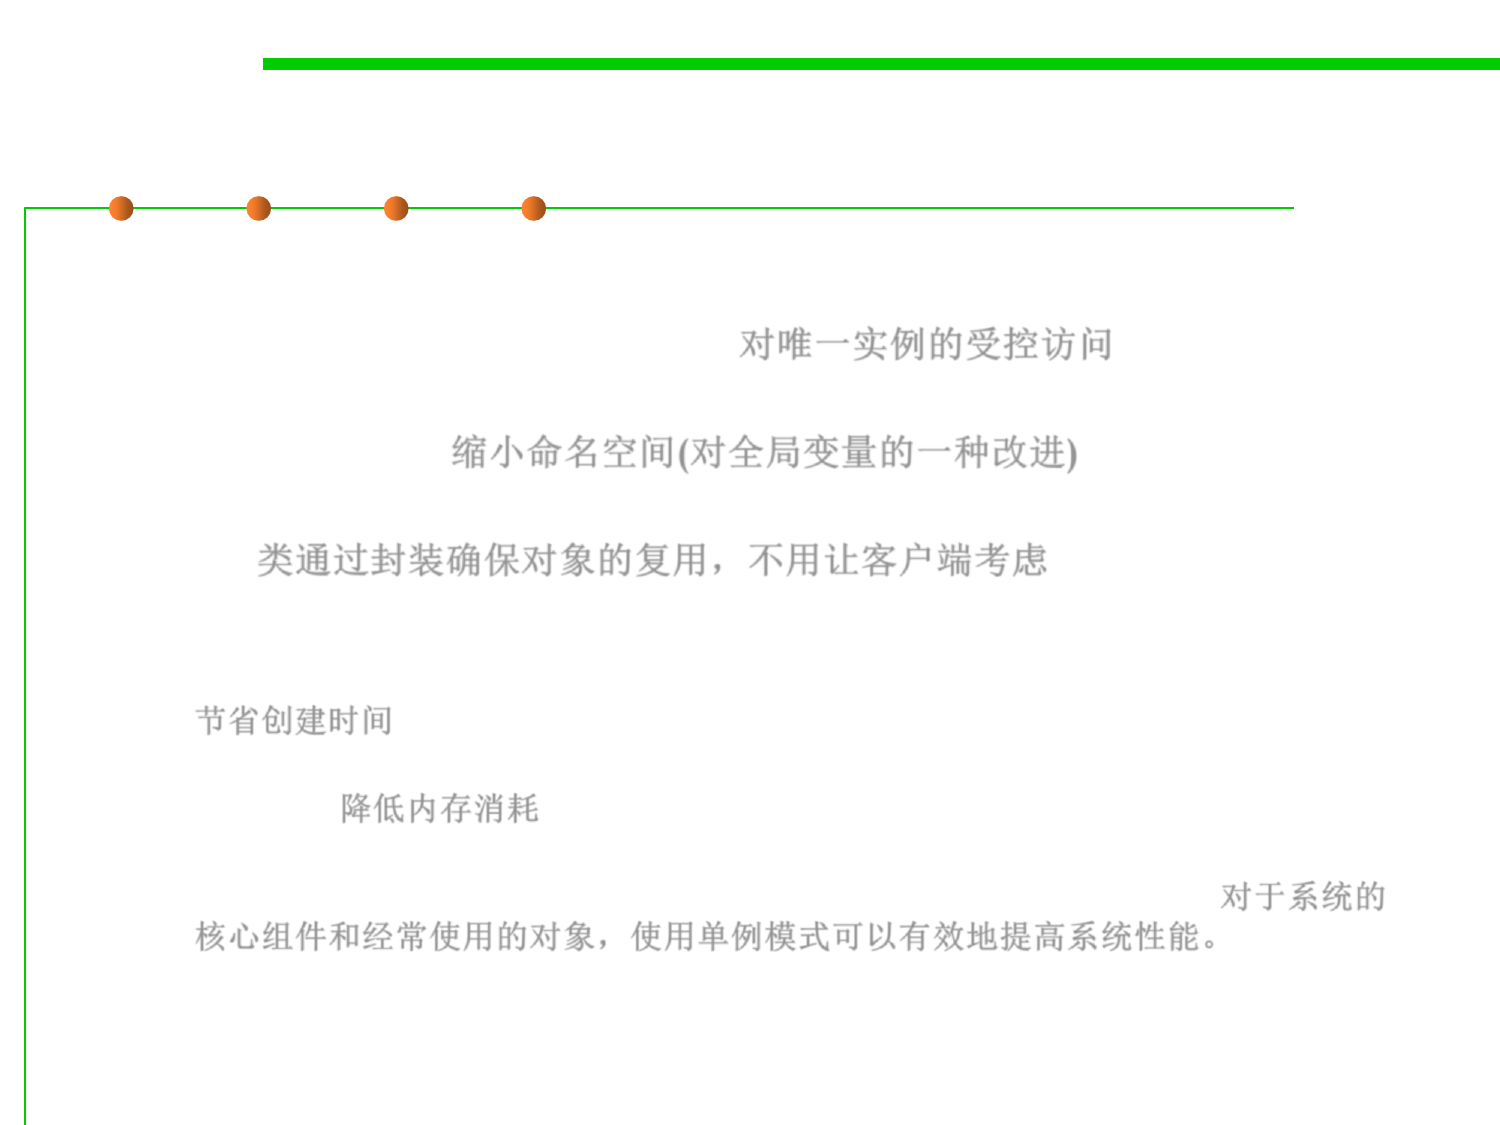 对唯一实例的受控访问
缩小命名空间(对全局变量的一种改进)
类通过封装确保对象的复用，不用让客户端考虑
节省创建时间
降低内存消耗
对于系统的
核心组件和经常使用的对象，使用单例模式可以有效地提高系统性能。